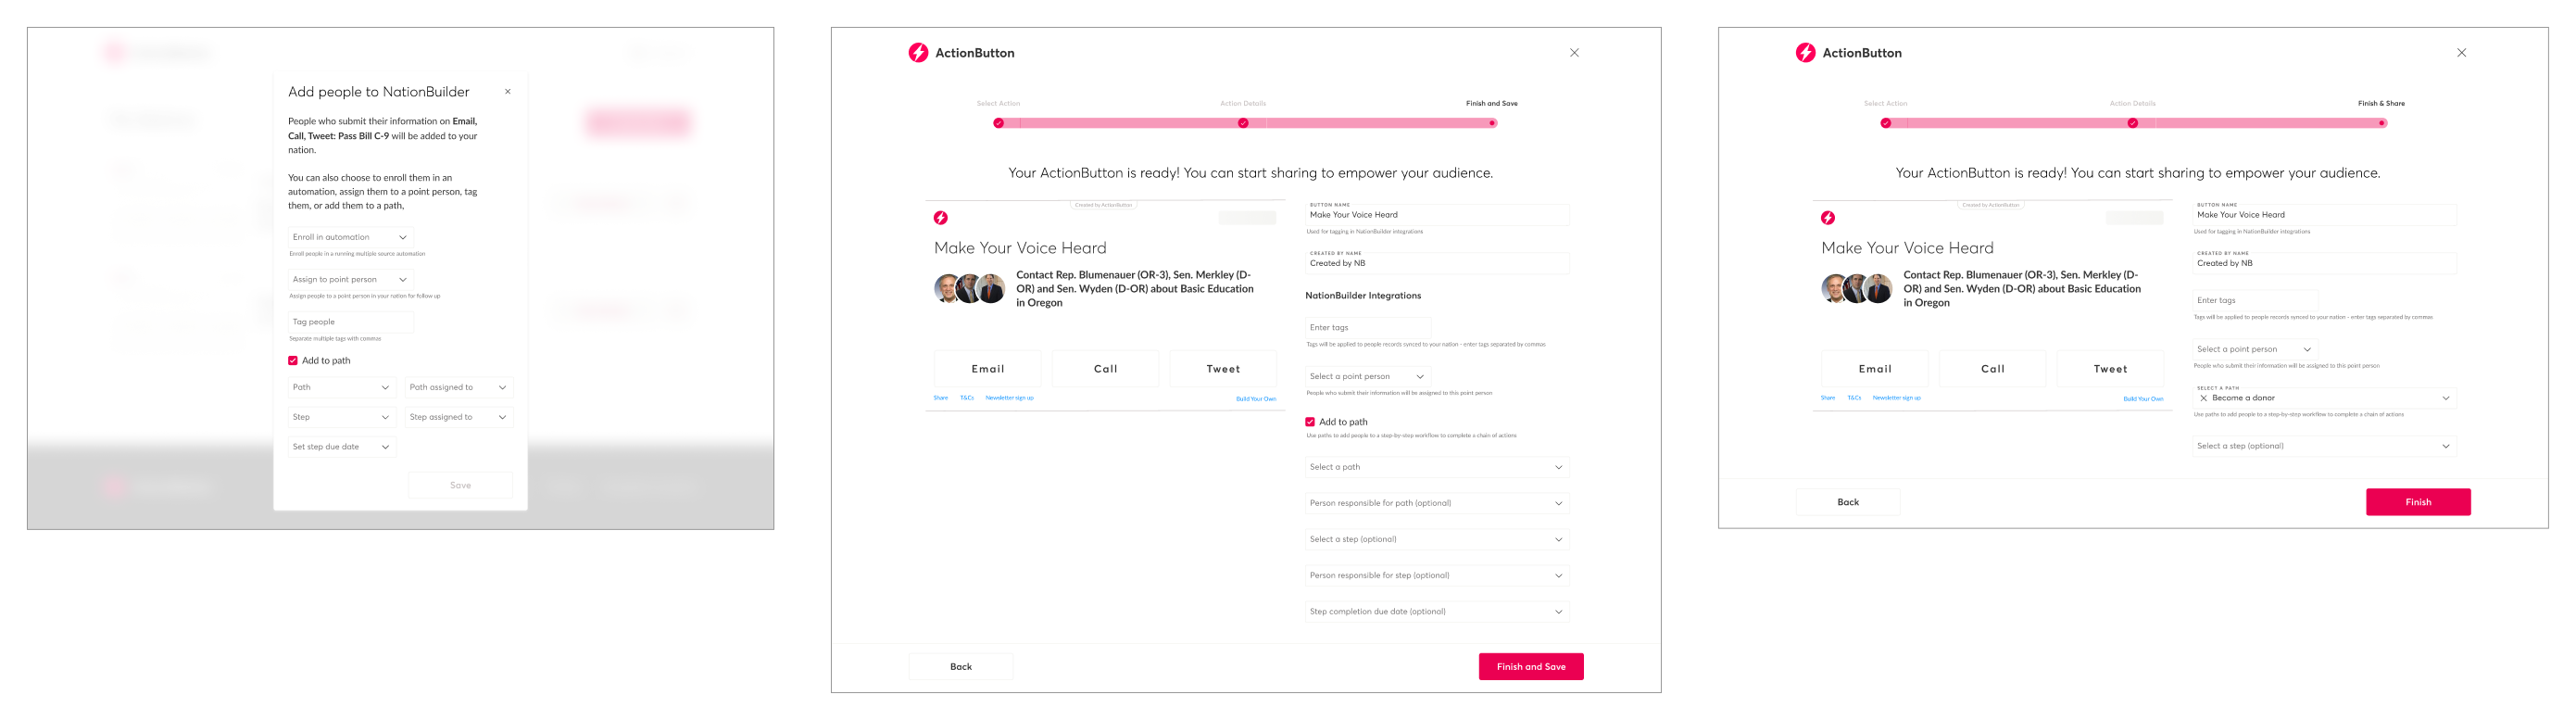 Add people to NationBuilder
People who submit their information on Email,
Call, Tweet: Pass Bill C-9 will be added to your
nation.
You can also choose to enroll them in an
automation, assign them to a point person, tag
them, or add them to a path,
Enroll in automation
Enroll people in a running multiple source automation
Assign to point person
Assign people to a point person in your nation for follow up
Tag people
Separate multiple tags with commas
Add to path
Path
Path assigned to
Step
Step assigned to
Set step due date
Save
ActionButton
Select Action
Action Details
Finish and Save
Your ActionButton is ready! You can start sharing to empower your audience.
Created by ActionButton
Make Your Voice Heard
Contact Rep. Blumenauer (OR-3), Sen. Merkley (D-
OR) and Sen. Wyden (D-OR) about Basic Education
in Oregon
Email
Call
Tweet
Share
T&Cs
Newsletter sign up
Build Your Own
BUTTON NAME
Make Your Voice Heard
Used for tagging in NationBuilder integrations
CREATED BY NAME
Created by NB
NationBuilder Integrations
Enter tags
Tags will be applied to people records synced to your nation - enter tags separated by commas
Select a point person
People who submit their information will be assigned to this point person
Add to path
Use paths to add people to a step-by-step workflow to complete a chain of actions
Select a path
Person responsible for path (optional)
Select a step (optional)
Person responsible for step (optional)
Step completion due date (optional)
Back
Finish and Save
ActionButton
Select Action
Action Details
Finish & Share
Your ActionButton is ready! You can start sharing to empower your audience.
Created by ActionButton
Make Your Voice Heard
Contact Rep. Blumenauer (OR-3), Sen. Merkley (D-
OR) and Sen. Wyden (D-OR) about Basic Education
in Oregon
Email
Call
Tweet
Share
T&Cs
Newsletter sign up
Build Your Own
BUTTON NAME
Make Your Voice Heard
Used for tagging in NationBuilder integrations
CREATED BY NAME
Created by NB
Enter tags
Tags will be applied to people records synced to your nation - enter tags separated by commas
Select a point person
People who submit their information will be assigned to this point person
SELECT A PATH
Become a donor
Use paths to add people to a step-by-step workflow to complete a chain of actions
Select a step (optional)
Back
Finish